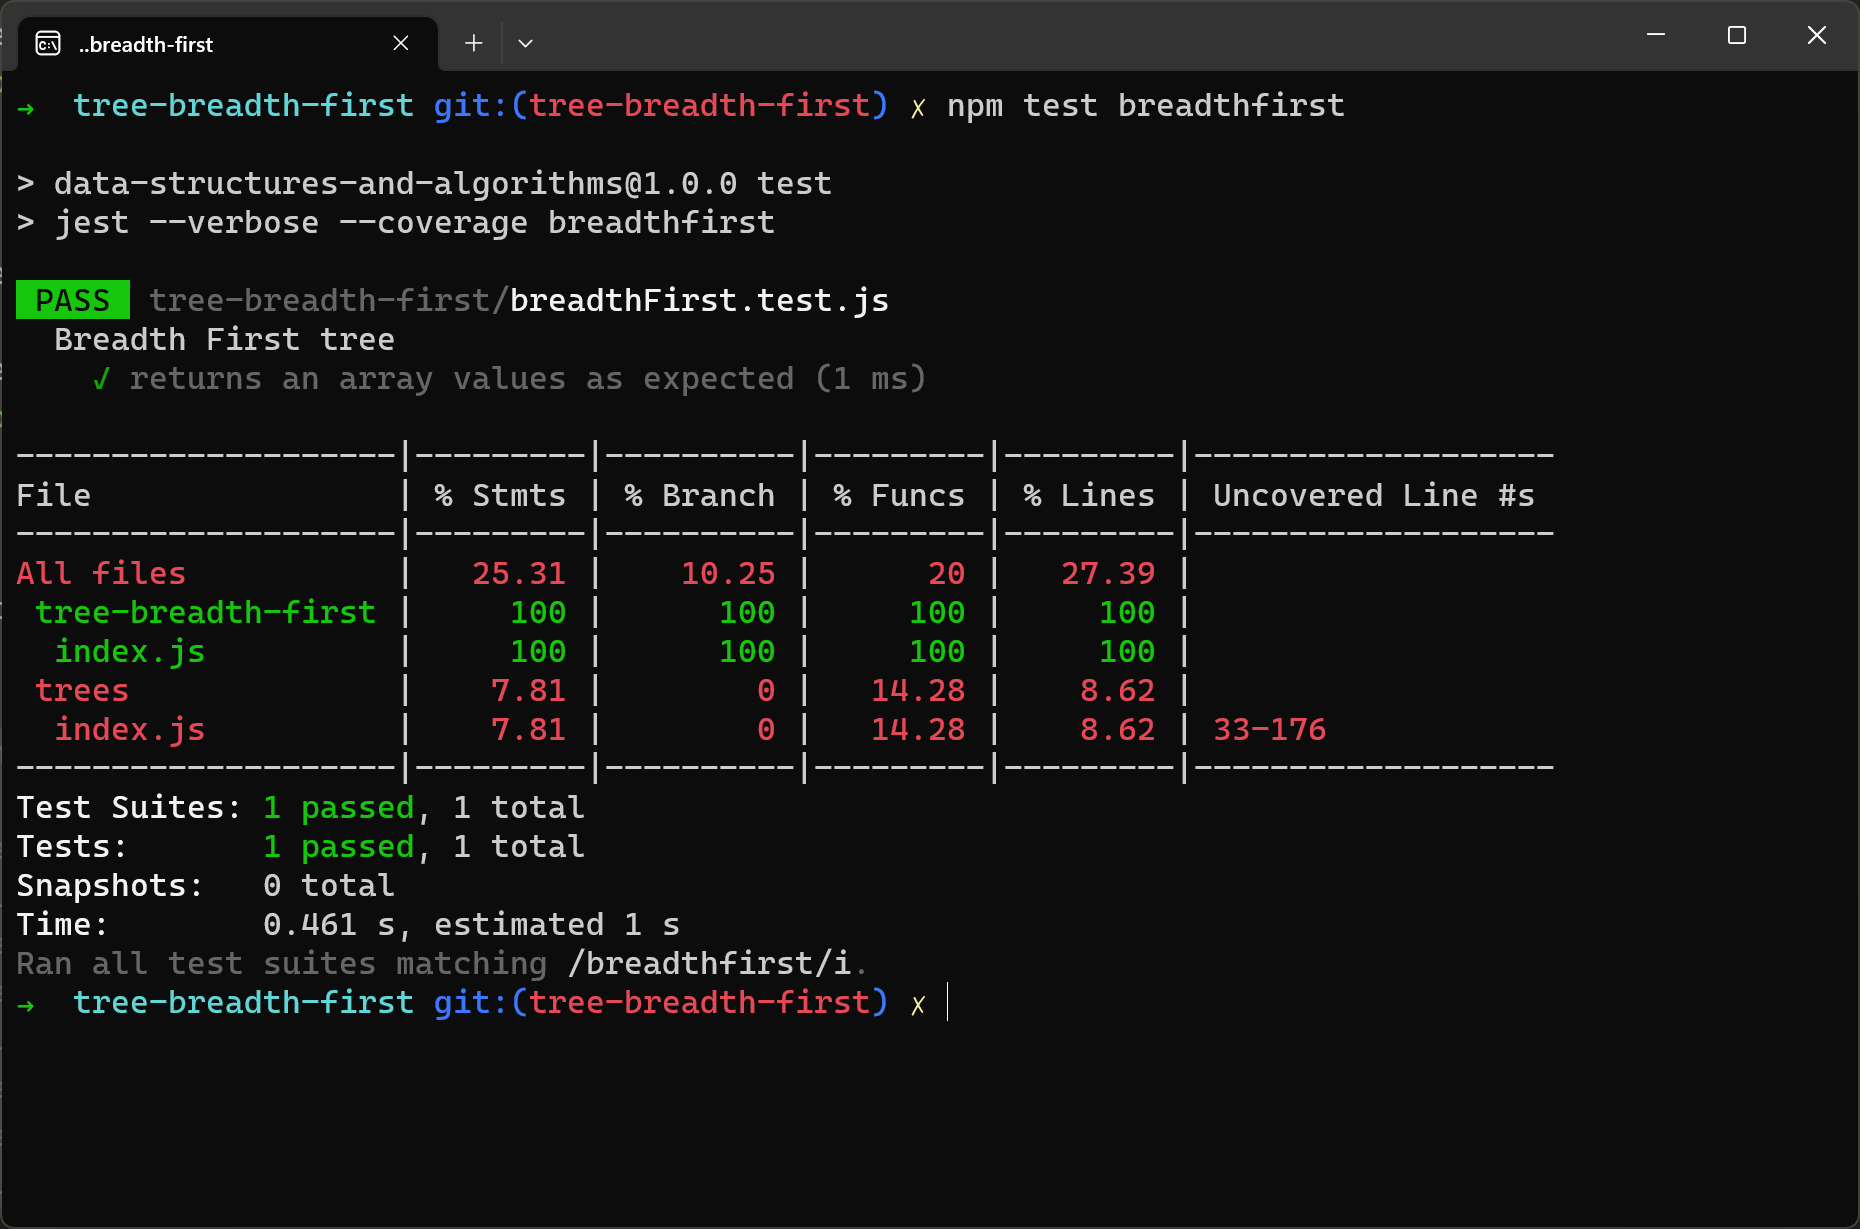 ..breadth-first
→ tree-breadth-first git:(tree-breadth-first) ✗ npm test breadthfirst
> data-structures-and-algorithms@1.0.0 test
> jest --verbose --coverage breadthfirst
PASS tree-breadth-first/breadthFirst.test.js
Breadth First tree
√ returns an array values as expected (1 ms)
--------------------|---------|----------|---------|---------|-------------------
File                | % Stmts | % Branch | % Funcs | % Lines | Uncovered Line #s
--------------------|---------|----------|---------|---------|-------------------
All files           |   25.31 |    10.25 |      20 |   27.39 |
 tree-breadth-first |     100 |      100 |     100 |     100 |
  index.js          |     100 |      100 |     100 |     100 |
 trees              |    7.81 |        0 |   14.28 |    8.62 |
  index.js          |    7.81 |        0 |   14.28 |    8.62 | 33-176
--------------------|---------|----------|---------|---------|-------------------
Test Suites: 1 passed, 1 total
Tests:       1 passed, 1 total
Snapshots:   0 total
Time:        0.461 s, estimated 1 s
Ran all test suites matching /breadthfirst/i.
→ tree-breadth-first git:(tree-breadth-first) ✗